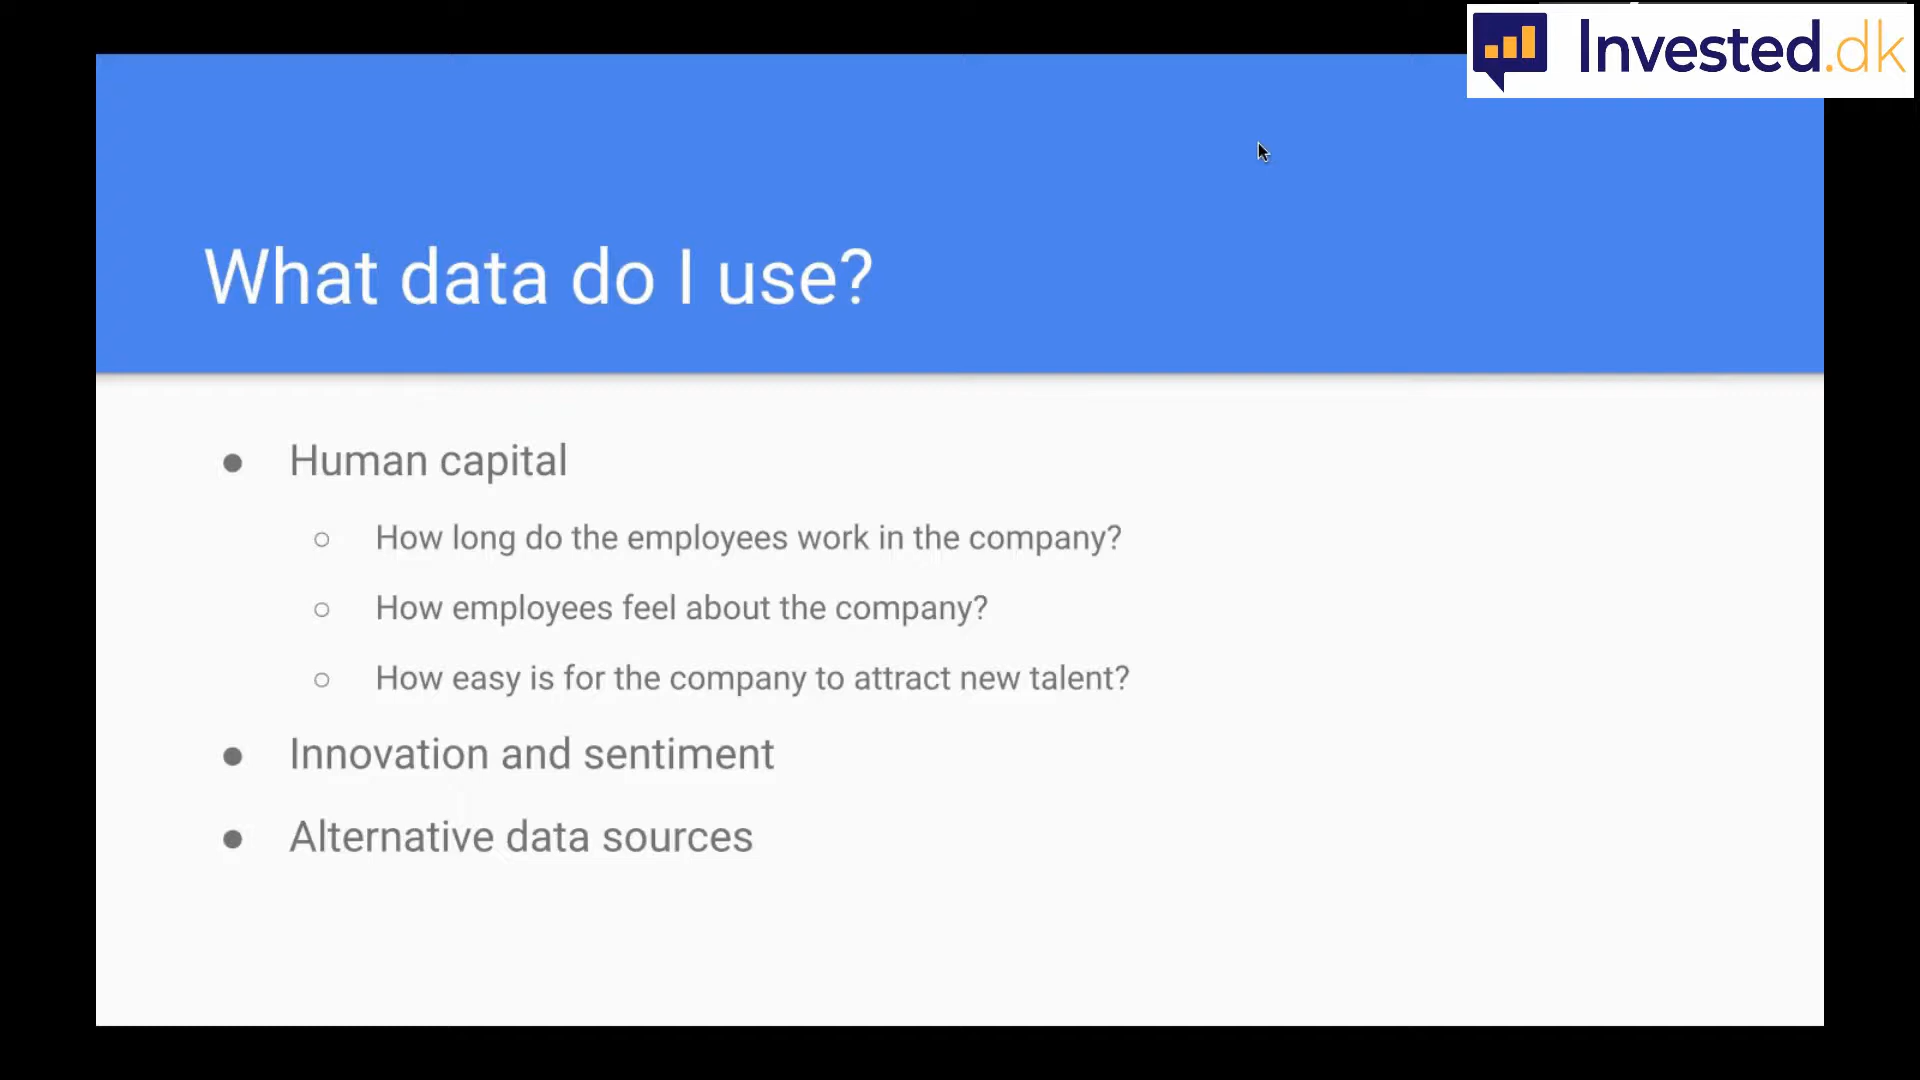 Invested.dk
What data do I use?
● Human capital
○ How long do the employees work in the company?
○ How employees feel about the company?
○ How easy is for the company to attract new talent?
● Innovation and sentiment
● Alternative data sources